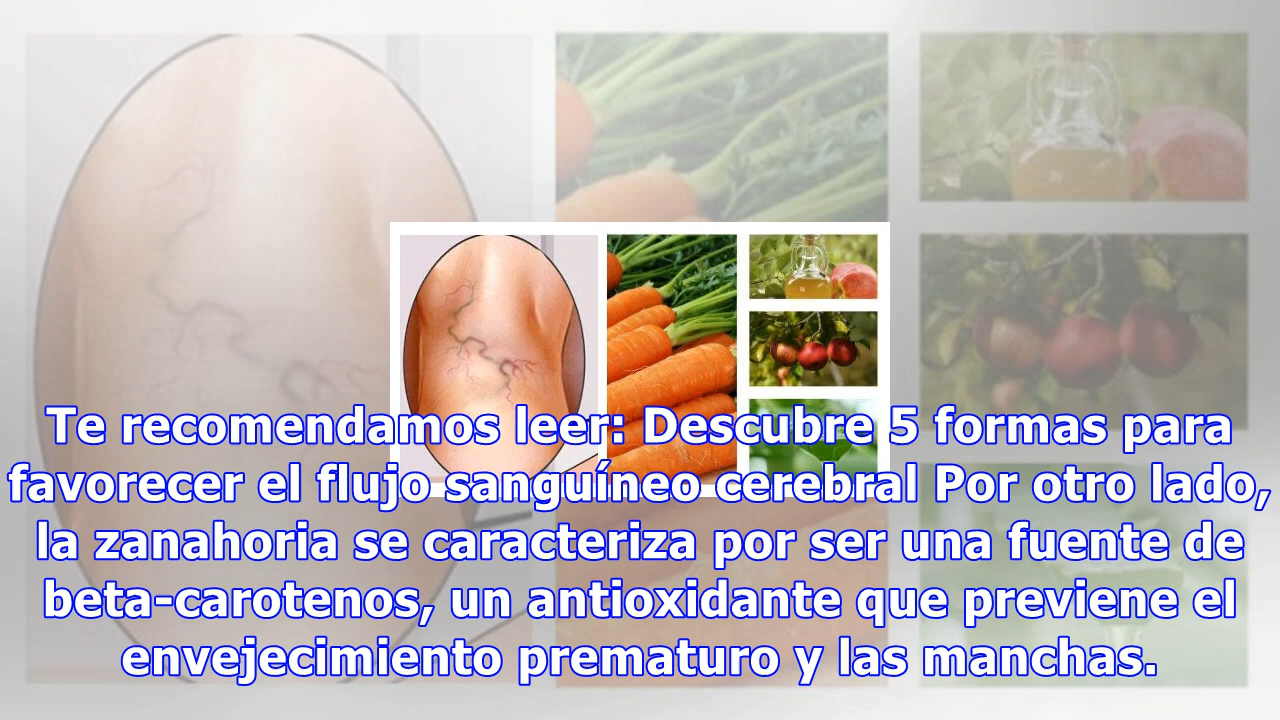 Te recomendamos leer: Descubre 5 formas para
favorecer el flujo sanguíneo cerebral Por otro lado,
la zanahoria se caracteriza por ser una fuente de
beta-carotenos, un antioxidante que previene el
envejecimiento prematuro y las manchas.